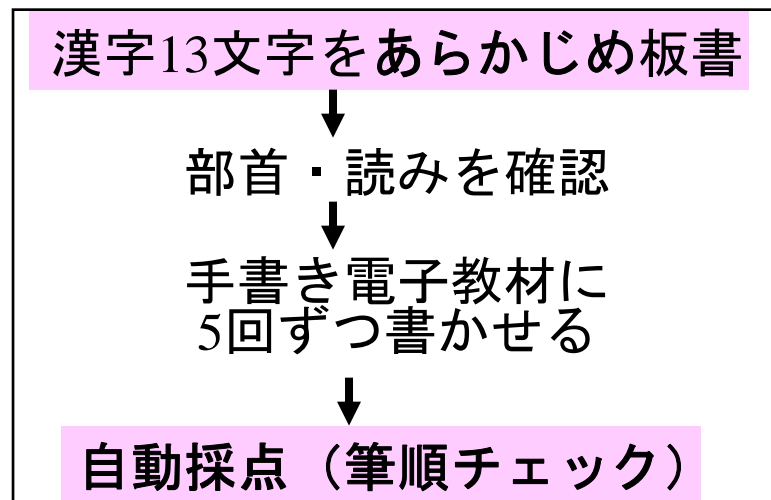 漢字13文字をあらかじめ板書
部首・読みを確認
手書き電子教材に
5回ずつ書かせる
自動採点（筆順チェック）